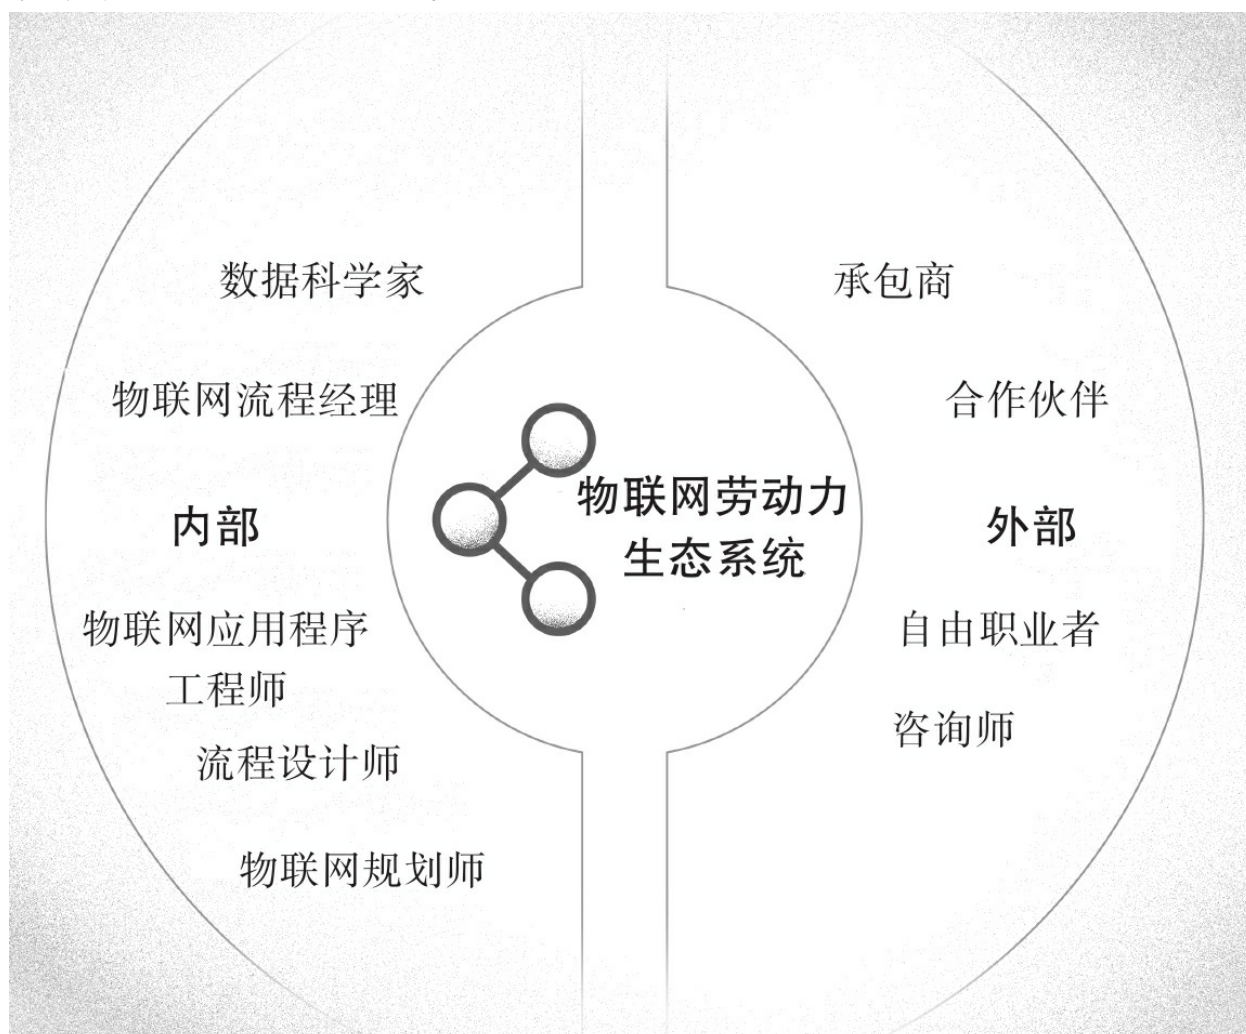 数据科学家
物联网流程经理
内部
物联网应用程序
工程师
流程设计师
物联网规划师
物联网劳动力
生态系统
承包商
合作伙伴
外部
自由职业者
咨询师